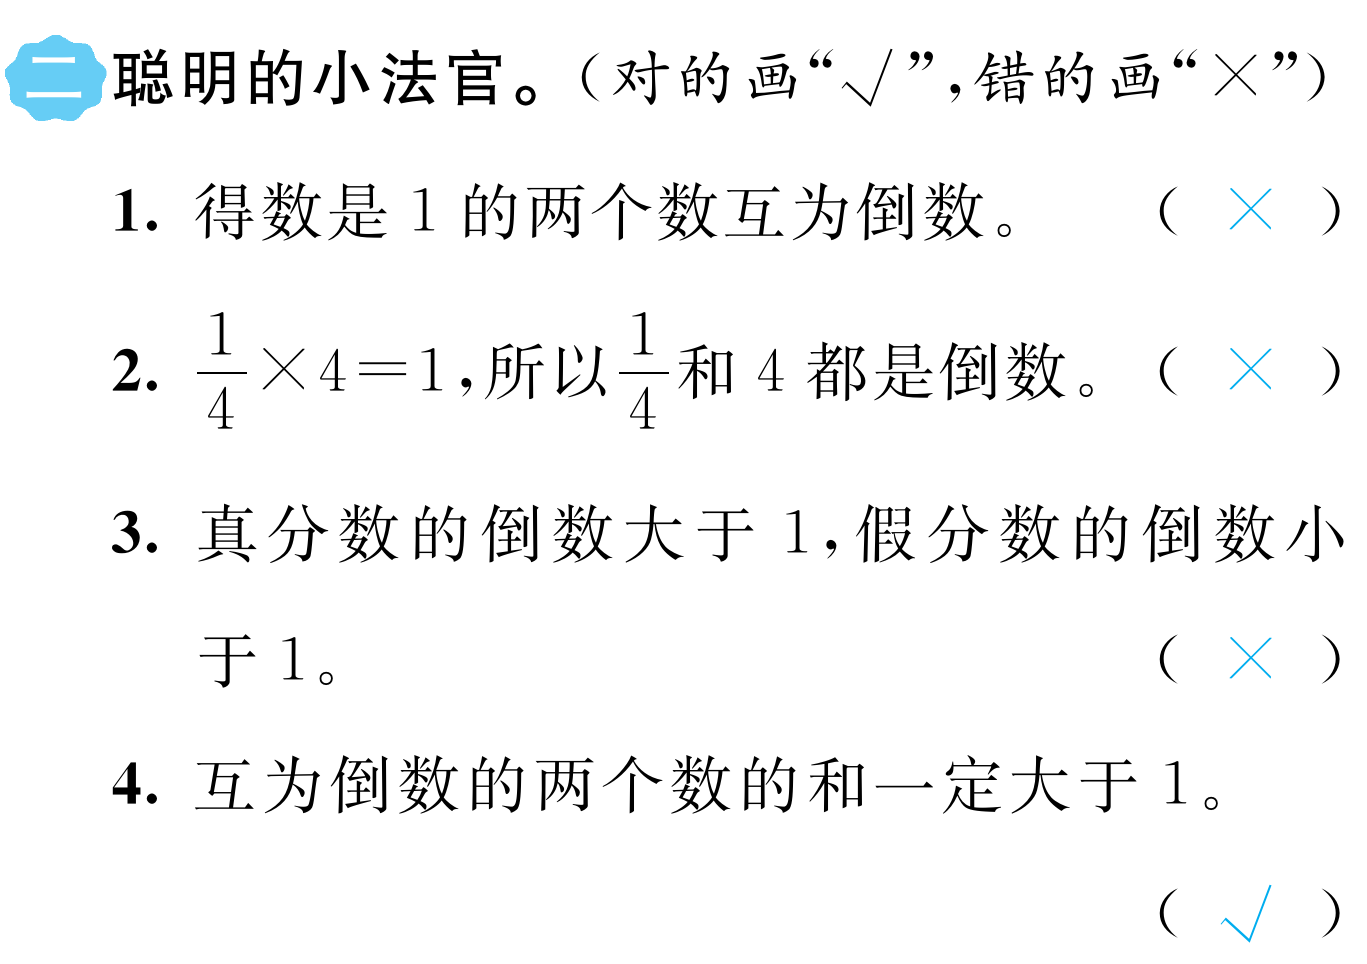 二 聪明的小法官。(对的画“√”,错的画“×”)
1. 得数是 1 的两个数互为倒数。 ( × )
2. 1/4×4=1,所以1/4和 4 都是倒数。( × )
3. 真分数的倒数大于 1,假分数的倒数小
于 1。 ( × )
4. 互为倒数的两个数的和一定大于 1。
( √ )